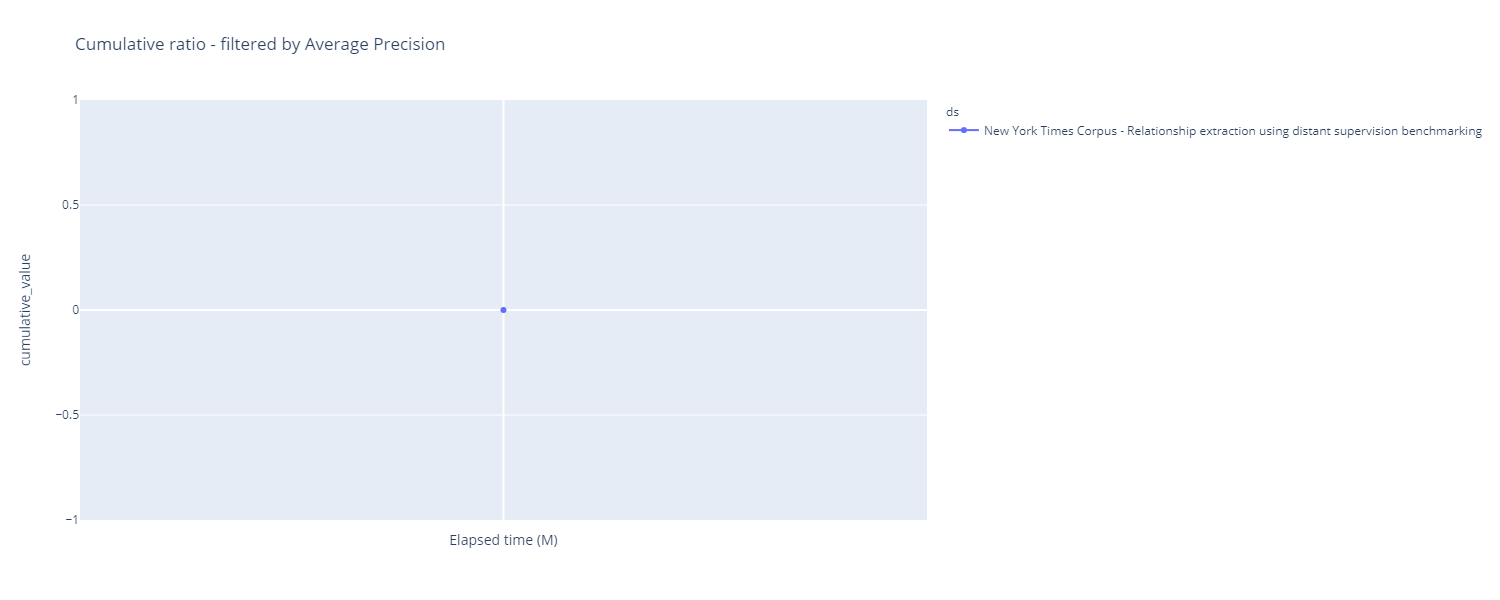 Cumulative ratio - filtered by Average Precision
1
0.5
0
−0.5
−1
cumulative_value
Elapsed time (M)
ds
New York Times Corpus - Relationship extraction using distant supervision benchmarking